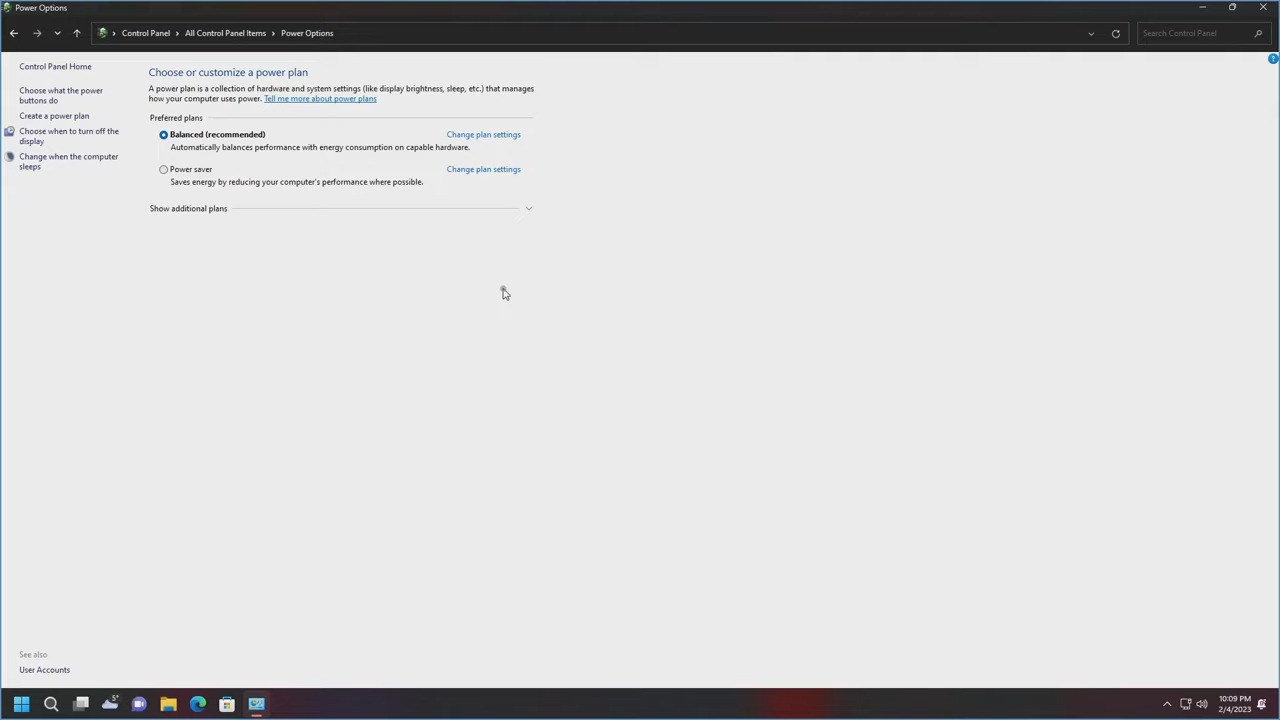 Power Options
Control Panel
All Control Panel Items
Power Options
Search Control Panel
Control Panel Home
Choose what the power
buttons do
Create a power plan
Choose when to turn off the
display
Change when the computer
sleeps
Choose or customize a power plan
A power plan is a collection of hardware and system settings (like display brightness, sleep, etc.) that manages
how your computer uses power. Tell me more about power plans
Preferred plans
Balanced (recommended) Change plan settings
Automatically balances performance with energy consumption on capable hardware.
Power saver Change plan settings
Saves energy by reducing your computer's performance where possible.
Show additional plans
See also
User Accounts
5°
10:09 PM
2/4/2023